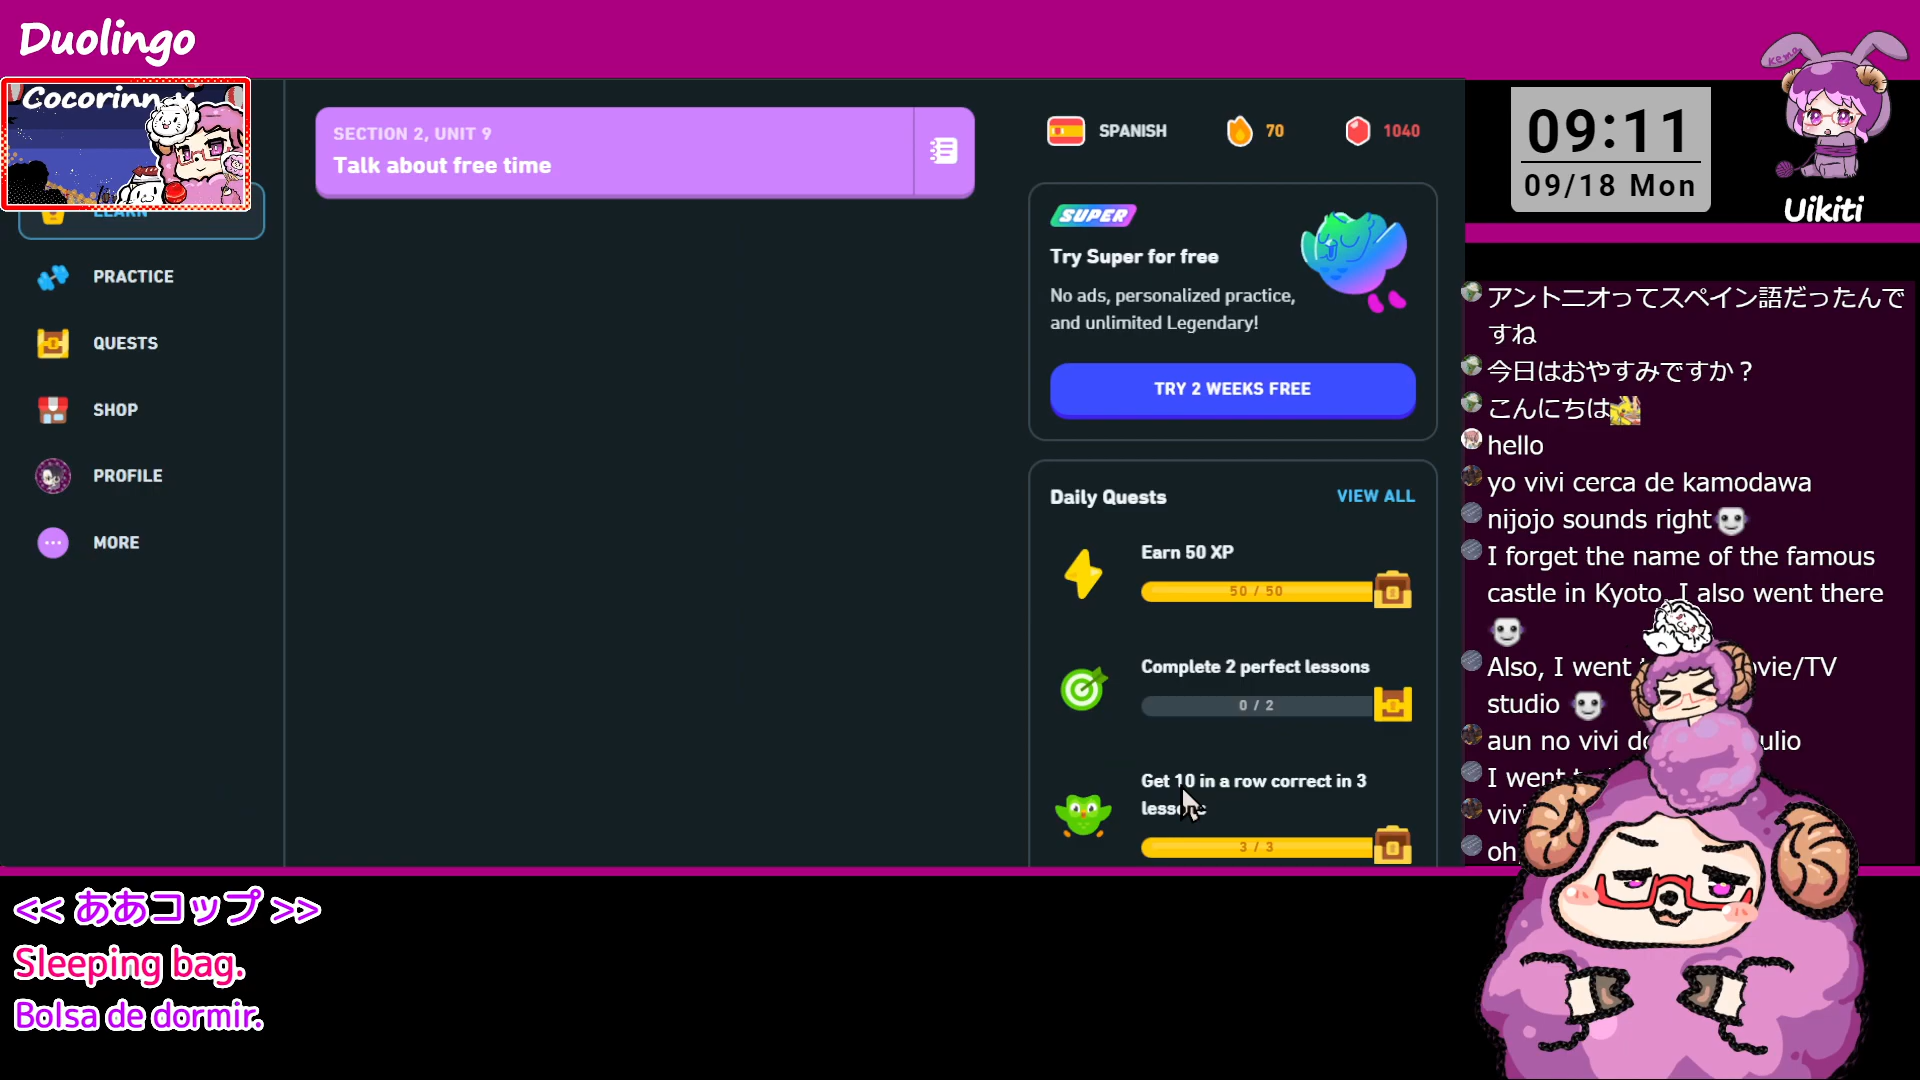 Duolingo
Cocorinn
LEARN
PRACTICE
QUESTS
SHOP
PROFILE
MORE
SECTION 2, UNIT 9
Talk about free time
SPANISH
70
1040
SUPER
Try Super for free
No ads, personalized practice,
and unlimited Legendary!
TRY 2 WEEKS FREE
Daily Quests
VIEW ALL
Earn 50 XP
50 / 50
Complete 2 perfect lessons
0 / 2
Get 10 in a row correct in 3
3 / 3
09:11
09/18 Mon
Kemo
Uikiti
アントニオってスペイン語だったんで
すね
今日はおやすみですか？
こんにちは
hello
yo vivi cerca de kamodawa
nijojo sounds right
I forget the name of the famous
castle in Kyoto. I also went there
Also, I went
studio
aun no vivi
I went
oh,
<< ああコップ >>
Sleeping bag.
Bolsa de dormir.